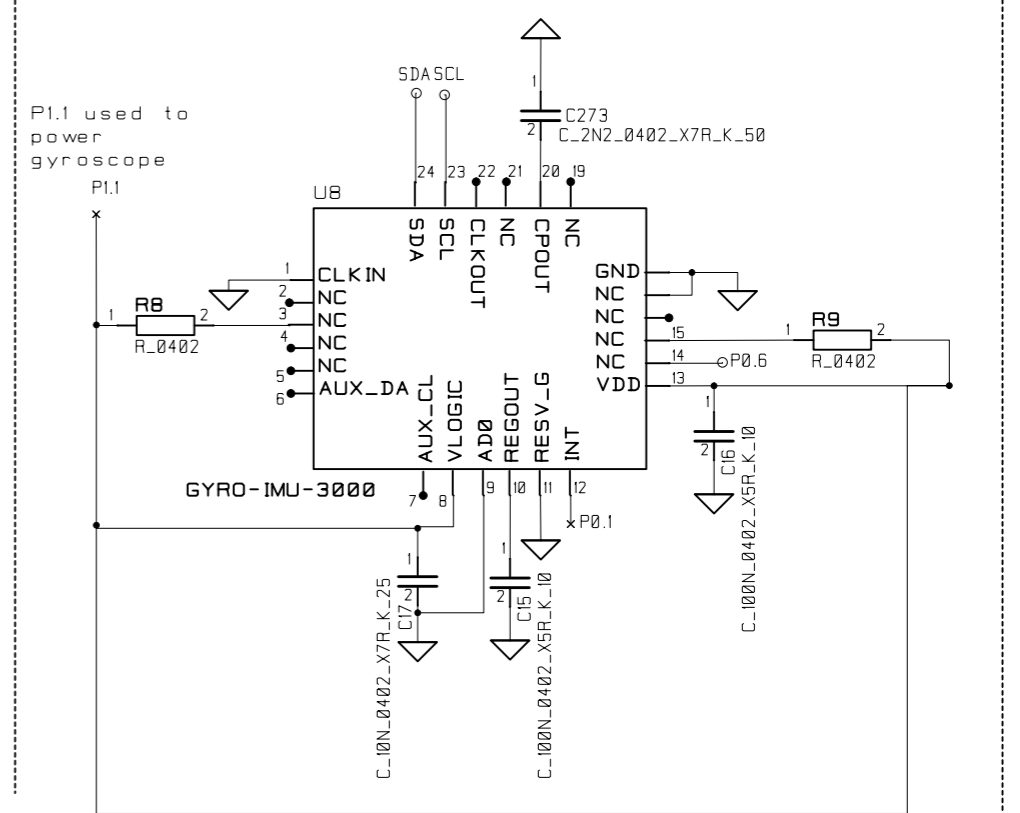 SDA SCL
1
C273
2
C_2N2_0402_X7R_K_50
P1.1 used to
power
gyroscope
P1.1
24 23 22 21 20 19
U8
SDA SCL CLKOUT NC CPOUT NC
1 CLKIN
2 NC
3 NC
4 NC
5 NC
6 AUX_DA
GND
NC
NC
NC 15
NC 14 P0.6
VDD 13
1 R8 2
R_0402
1 R9 2
R_0402
AUX_CL VLOGIC AD0 REGOUT RESV_G INT
GYRO-IMU-3000
7 8 9 10 11 12
P0.1
1
2 C16
C_100N_0402_X5R_K_10
1
2 C17
C_10N_0402_X7R_K_25
1
2 C15
C_100N_0402_X5R_K_10